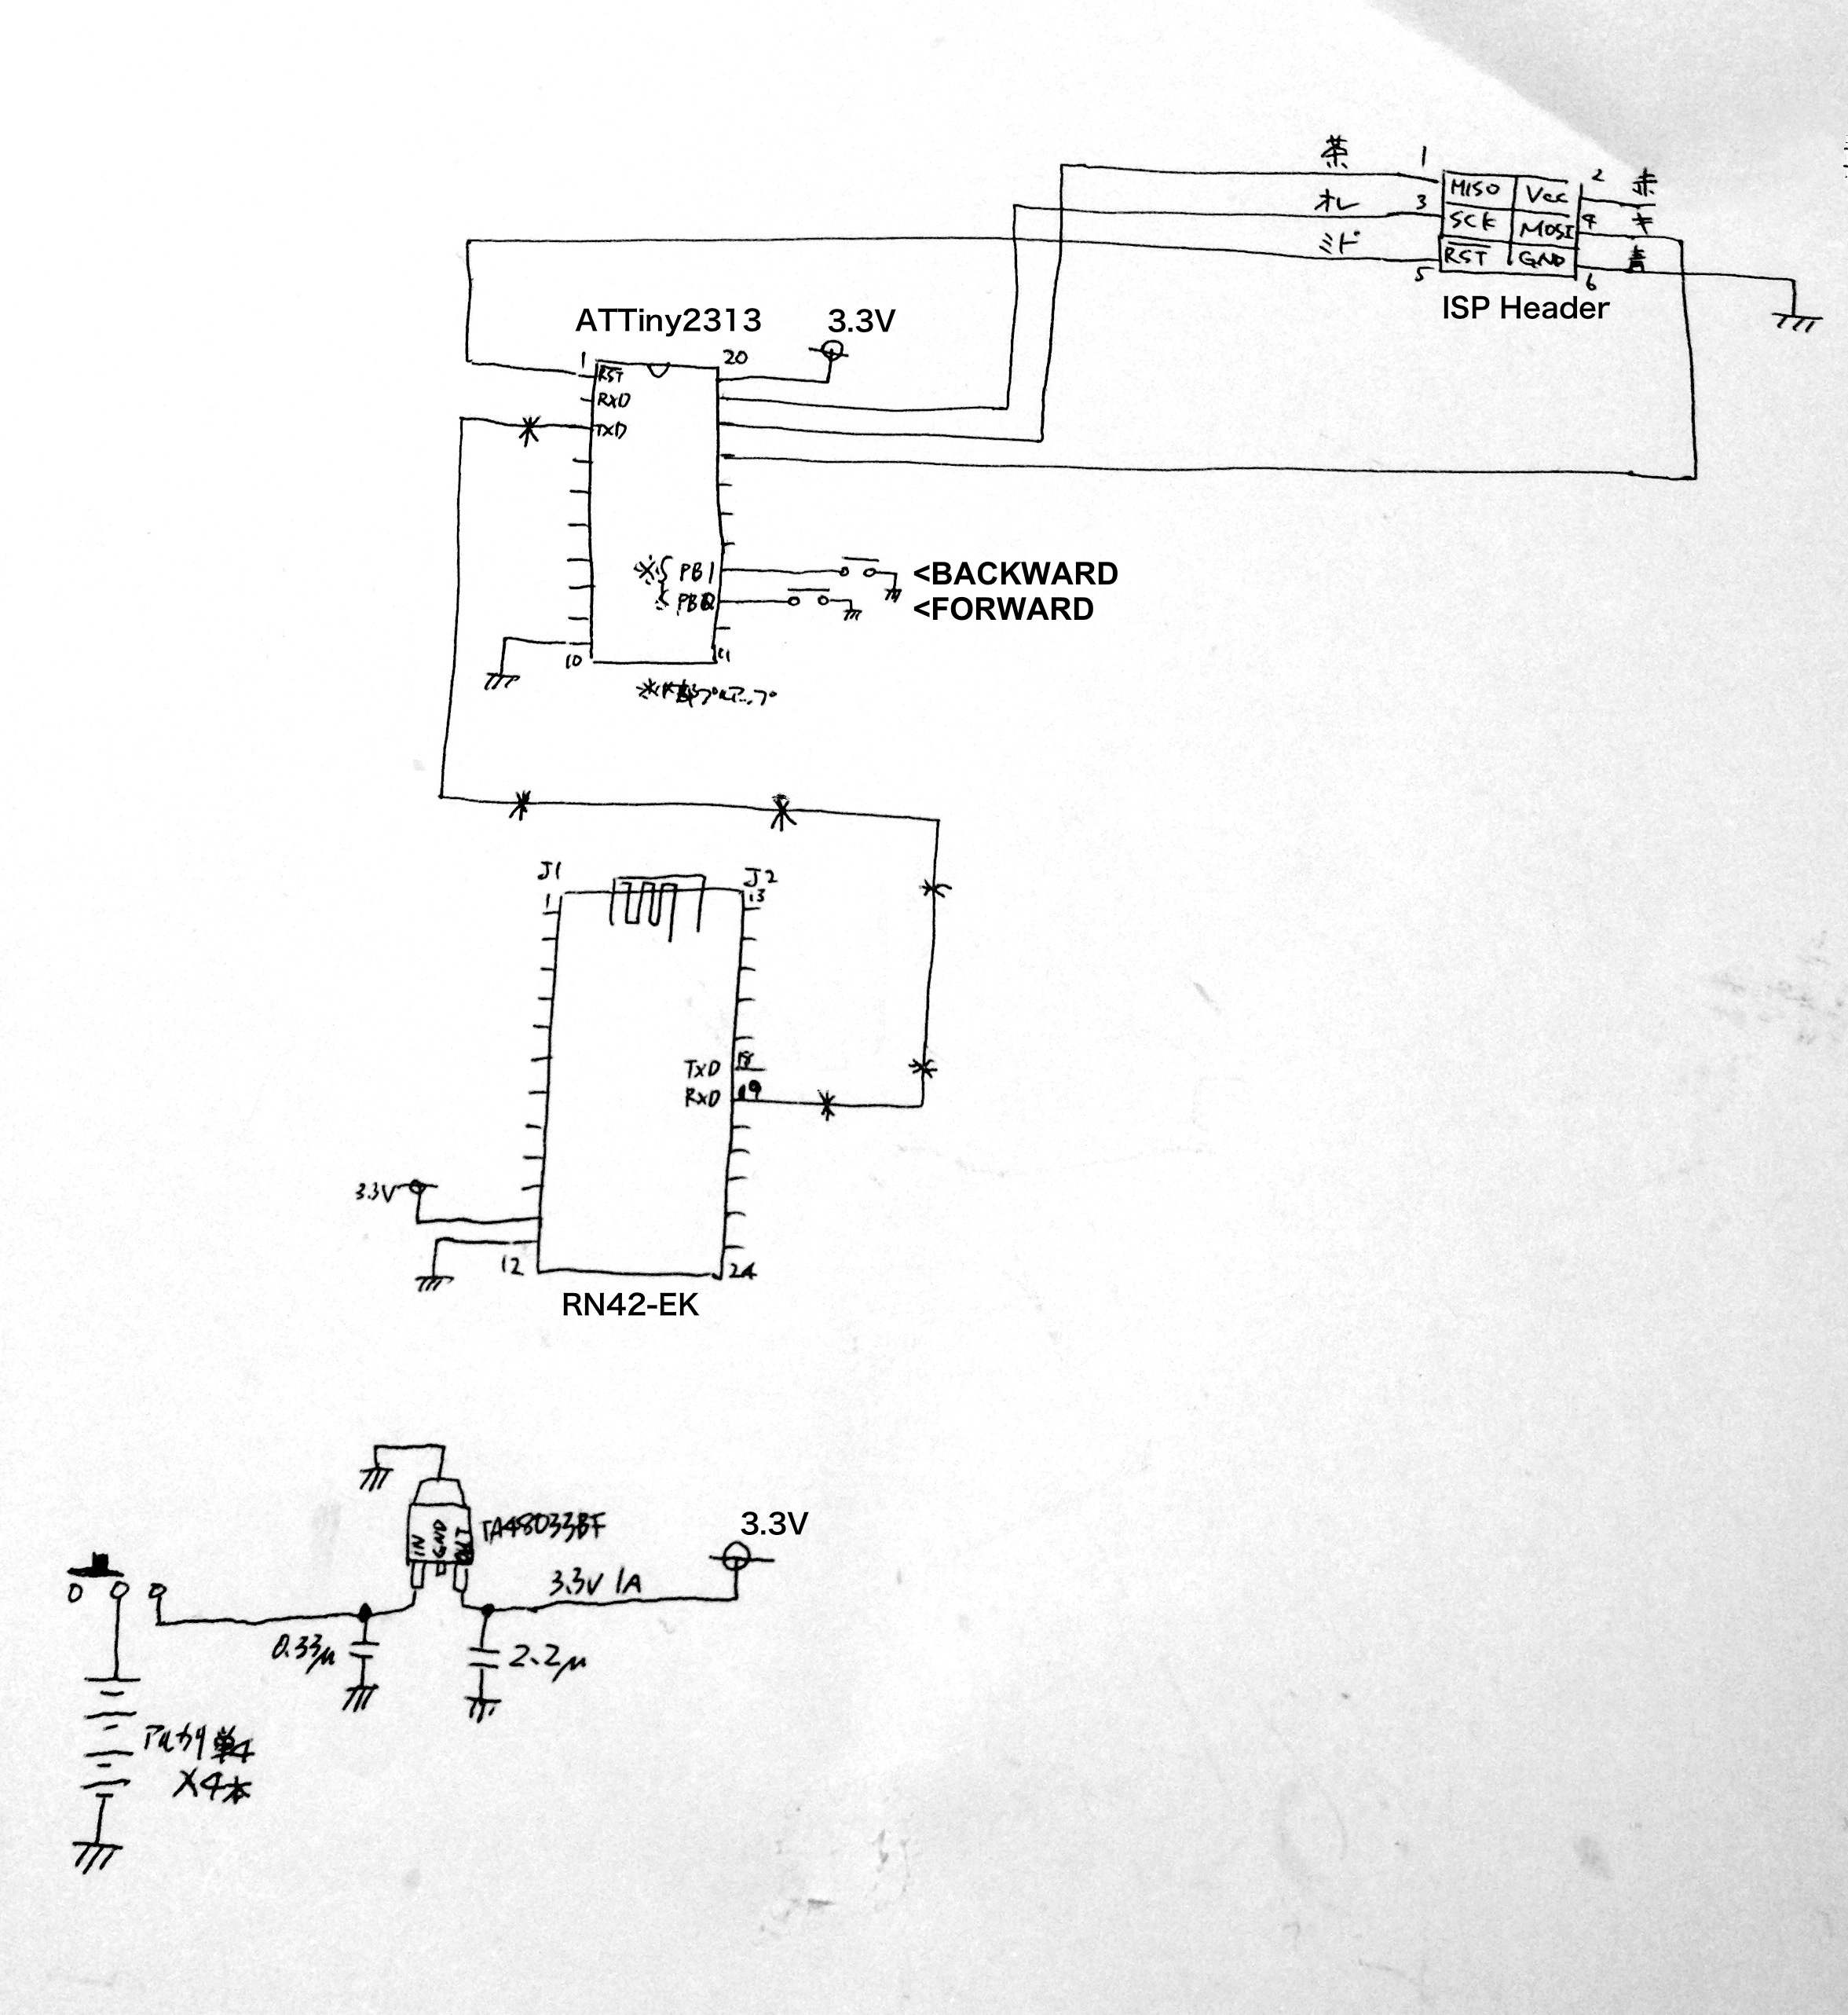 茶 1
MISO Vcc 2 赤
オレ 3
SCK MOSI 4 キ
ミド
RST GND 青
5 6
ISP Header
ATTiny2313 3.3V
1 20
RST
RXD
TXD
※ PB1 <BACKWARD
PB0 <FORWARD
10 11
※内部プルアップ
J1 J2
1 13
TxD 18
RxD 19
3.3V
12 24
RN42-EK
TA48033BF
IN GND OUT
3.3V
3.3V 1A
0.33μ 2.2μ
アルカリ単4
×4本